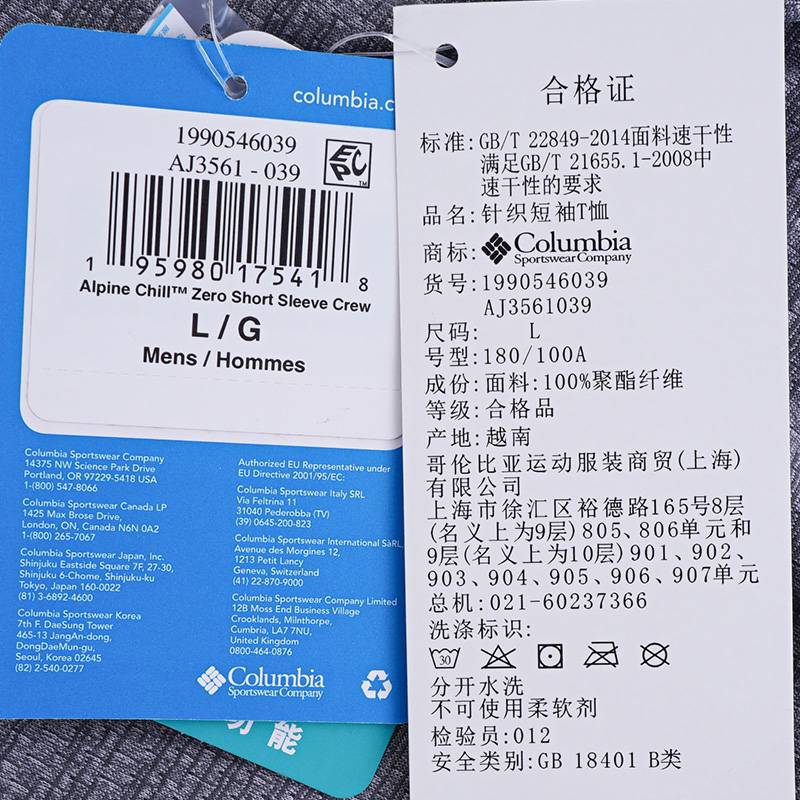 columbia.c
1990546039
AJ3561 - 039
EPC
TM
1 95980 17541 8
Alpine Chill™ Zero Short Sleeve Crew
L / G
Mens / Hommes
Columbia Sportswear Company
14375 NW Science Park Drive
Portland, OR 97229-5418 USA
1-(800) 547-8066
Columbia Sportswear Canada LP
1425 Max Brose Drive,
London, ON, Canada N6N 0A2
1-(800) 265-7067
Columbia Sportswear Japan, Inc.
Shinjuku Eastside Square 7F, 27-30,
Shinjuku 6-Chome, Shinjuku-ku
Tokyo, Japan 160-0022
(81) 3-6892-4600
Columbia Sportswear Korea
7th F. DaeSung Tower
465-13 JangAn-dong,
DongDaeMun-gu,
Seoul, Korea 02645
(82) 2-540-0277
Authorized EU Representative under
EU Directive 2001/95/EC:
Columbia Sportswear Italy SRL
Via Feltrina 11
31040 Pederobba (TV)
(39) 0645-200-823
Columbia Sportswear International SàRL
Avenue des Morgines 12,
1213 Petit Lancy
Geneva, Switzerland
(41) 22-870-9000
Columbia Sportswear Company Limited
12B Moss End Business Village
Crooklands, Milnthorpe,
Cumbria, LA7 7NU,
United Kingdom
0800-464-0876
Columbia
Sportswear Company
功能
合格证
标准:GB/T 22849-2014面料速干性
满足GB/T 21655.1-2008中
速干性的要求
品名:针织短袖T恤
商标:Columbia
Sportswear Company
货号:1990546039
AJ3561039
尺码: L
号型:180/100A
成份:面料:100%聚酯纤维
等级:合格品
产地:越南
哥伦比亚运动服装商贸(上海)
有限公司
上海市徐汇区裕德路165号8层
(名义上为9层)805、806单元和
9层(名义上为10层)901、902、
903、904、905、906、907单元
总机:021-60237366
洗涤标识:
30
分开水洗
不可使用柔软剂
检验员:012
安全类别:GB 18401 B类